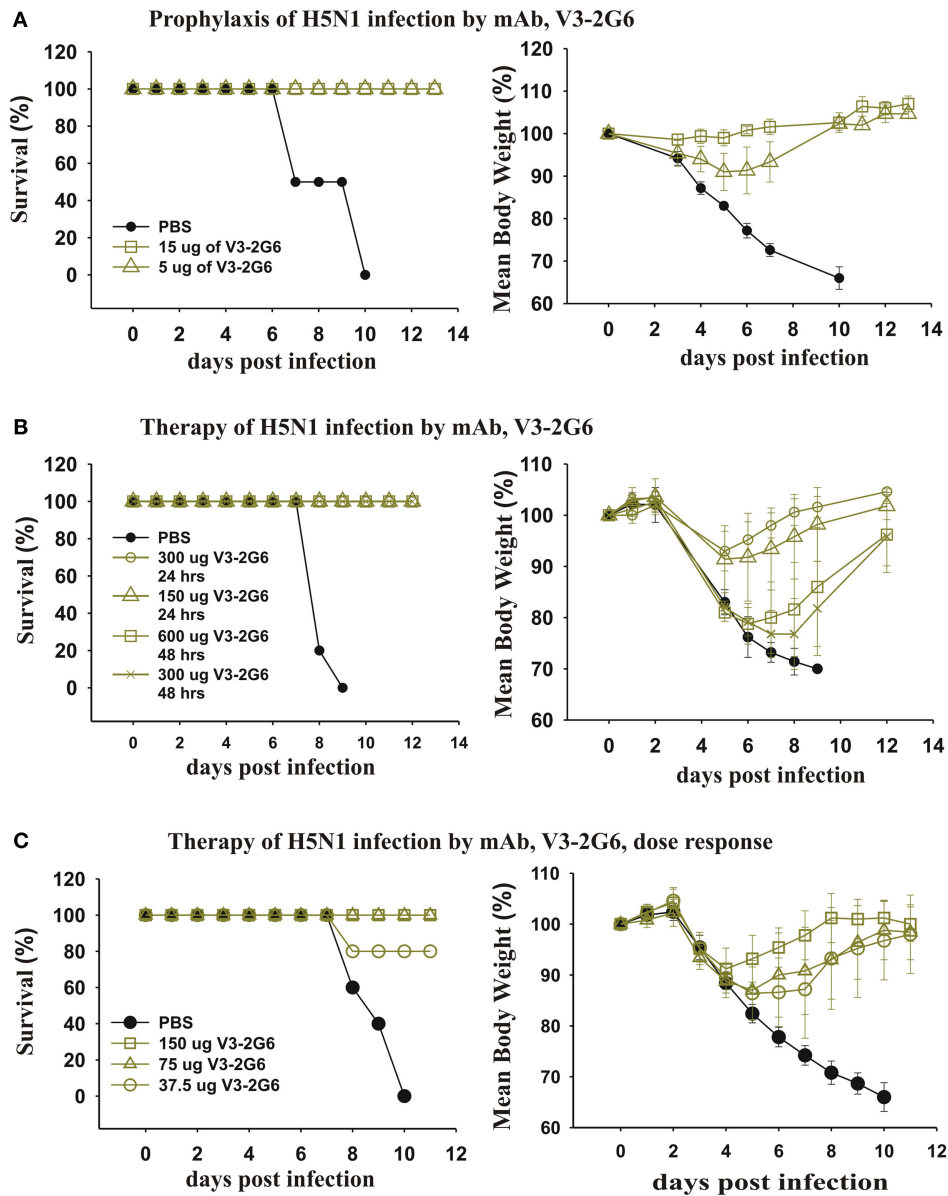 A
Prophylaxis of H5N1 infection by mAb, V3-2G6
120
100
80
60
40
20
0
Survival (%)
PBS
15 ug of V3-2G6
5 ug of V3-2G6
0 2 4 6 8 10 12 14
days post infection
120
110
100
90
80
70
60
Mean Body Weight (%)
0 2 4 6 8 10 12 14
days post infection
B
Therapy of H5N1 infection by mAb, V3-2G6
120
100
80
60
40
20
0
Survival (%)
PBS
300 ug V3-2G6
24 hrs
150 ug V3-2G6
24 hrs
600 ug V3-2G6
48 hrs
300 ug V3-2G6
48 hrs
0 2 4 6 8 10 12 14
days post infection
110
100
90
80
70
60
Mean Body Weight (%)
0 2 4 6 8 10 12 14
days post infection
C
Therapy of H5N1 infection by mAb, V3-2G6, dose response
120
100
80
60
40
20
0
Survival (%)
PBS
150 ug V3-2G6
75 ug V3-2G6
37.5 ug V3-2G6
0 2 4 6 8 10 12
days post infection
110
100
90
80
70
60
Mean Body Weight (%)
0 2 4 6 8 10 12
days post infection